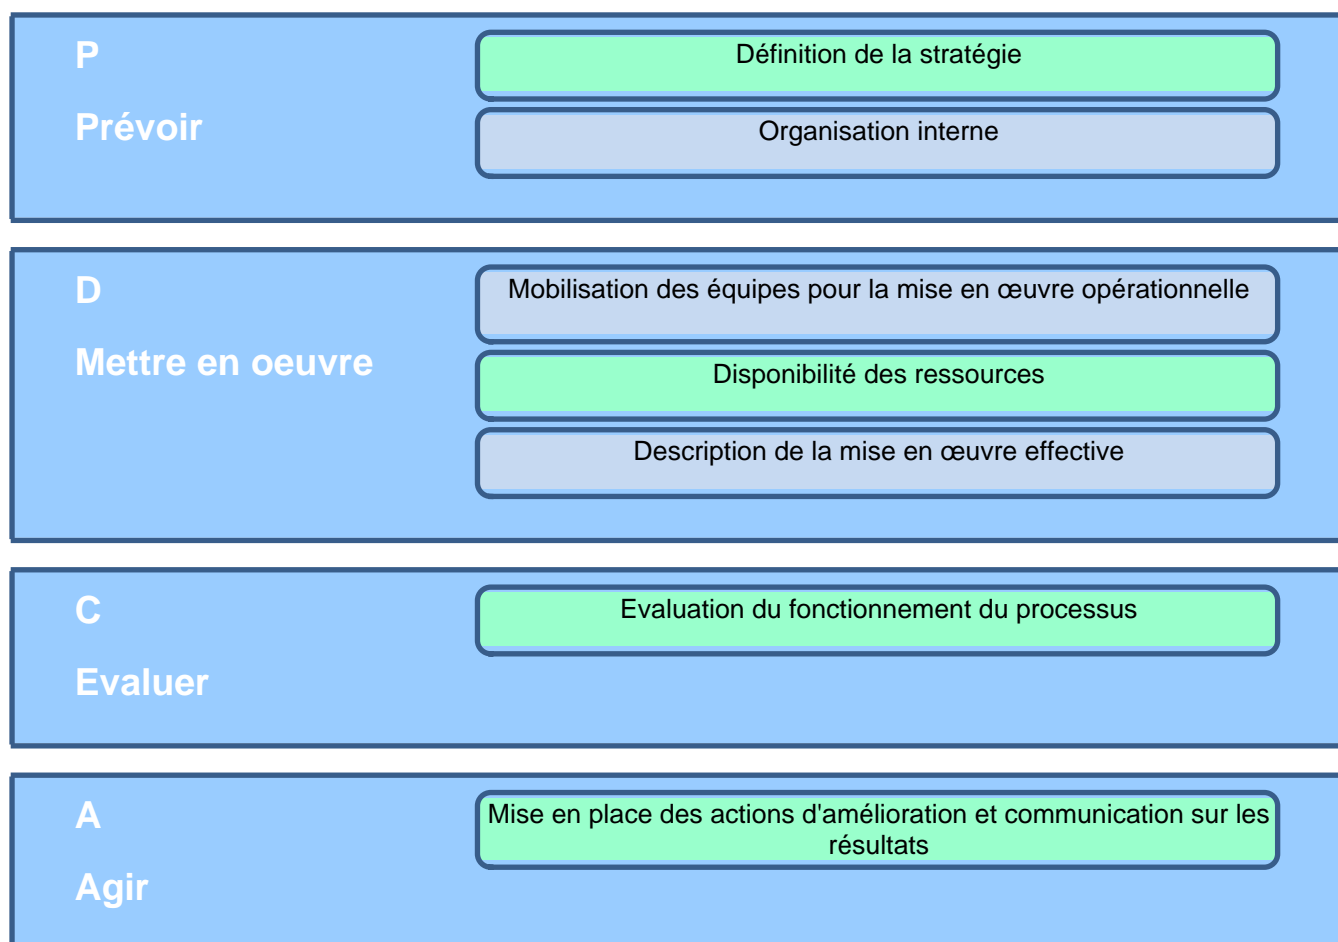 P
Prévoir
Définition de la stratégie
Organisation interne
D
Mettre en oeuvre
Mobilisation des équipes pour la mise en œuvre opérationnelle
Disponibilité des ressources
Description de la mise en œuvre effective
C
Evaluer
Evaluation du fonctionnement du processus
A
Agir
Mise en place des actions d'amélioration et communication sur les
résultats